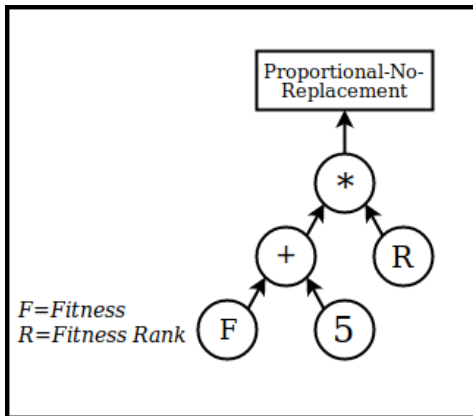 Proportional-No-
Replacement
*
+
R
F=Fitness
R=Fitness Rank
F
5